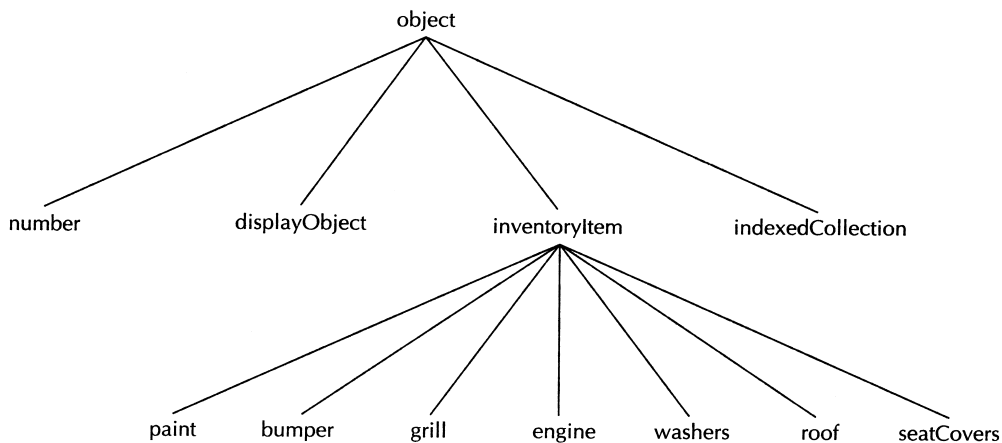 object
number displayObject inventoryItem indexedCollection
paint bumper grill engine washers roof seatCovers